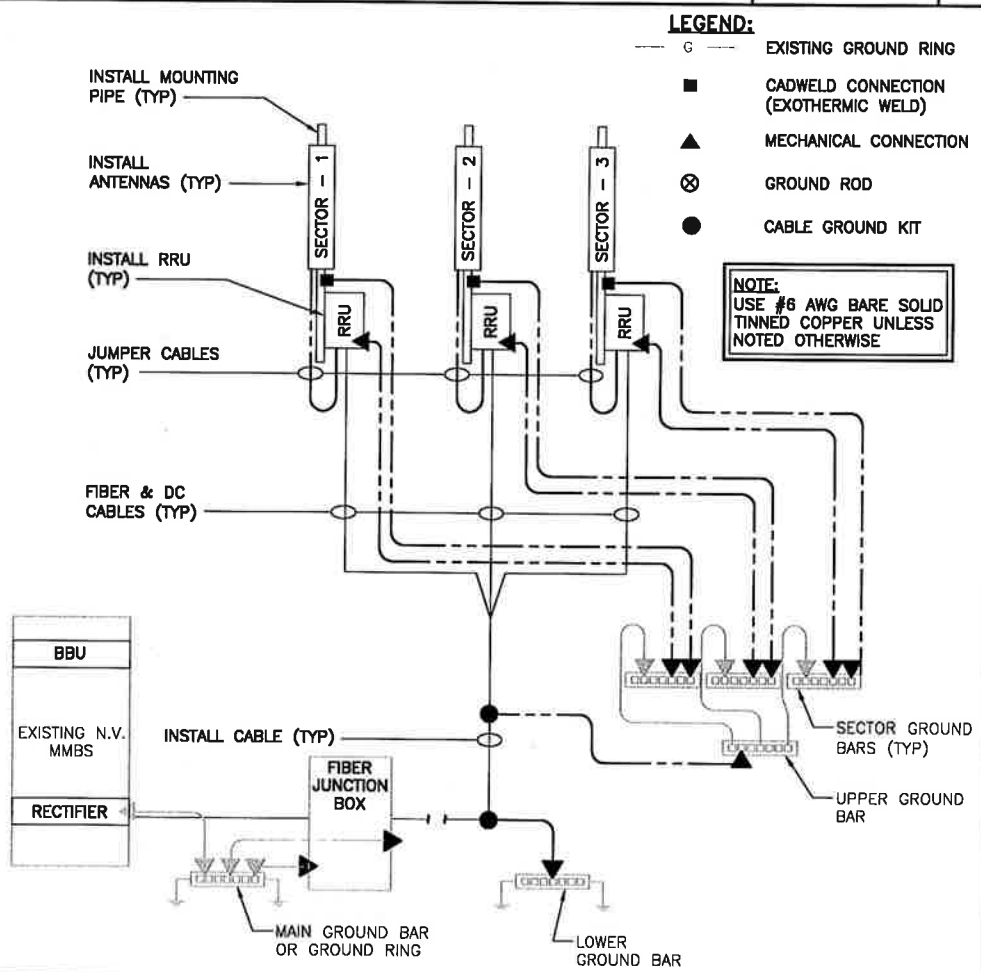 LEGEND:
G EXISTING GROUND RING
CADWELD CONNECTION
(EXOTHERMIC WELD)
MECHANICAL CONNECTION
GROUND ROD
CABLE GROUND KIT
NOTE:
USE #6 AWG BARE SOLID
TINNED COPPER UNLESS
NOTED OTHERWISE
INSTALL MOUNTING
PIPE (TYP)
INSTALL
ANTENNAS (TYP)
INSTALL RRU
(TYP)
JUMPER CABLES
(TYP)
FIBER & DC
CABLES (TYP)
SECTOR - 1
SECTOR - 2
SECTOR - 3
RRU
RRU
RRU
BBU
EXISTING N.V.
MMBS
RECTIFIER
INSTALL CABLE (TYP)
FIBER
JUNCTION
BOX
SECTOR GROUND
BARS (TYP)
UPPER GROUND
BAR
MAIN GROUND BAR
OR GROUND RING
LOWER
GROUND BAR